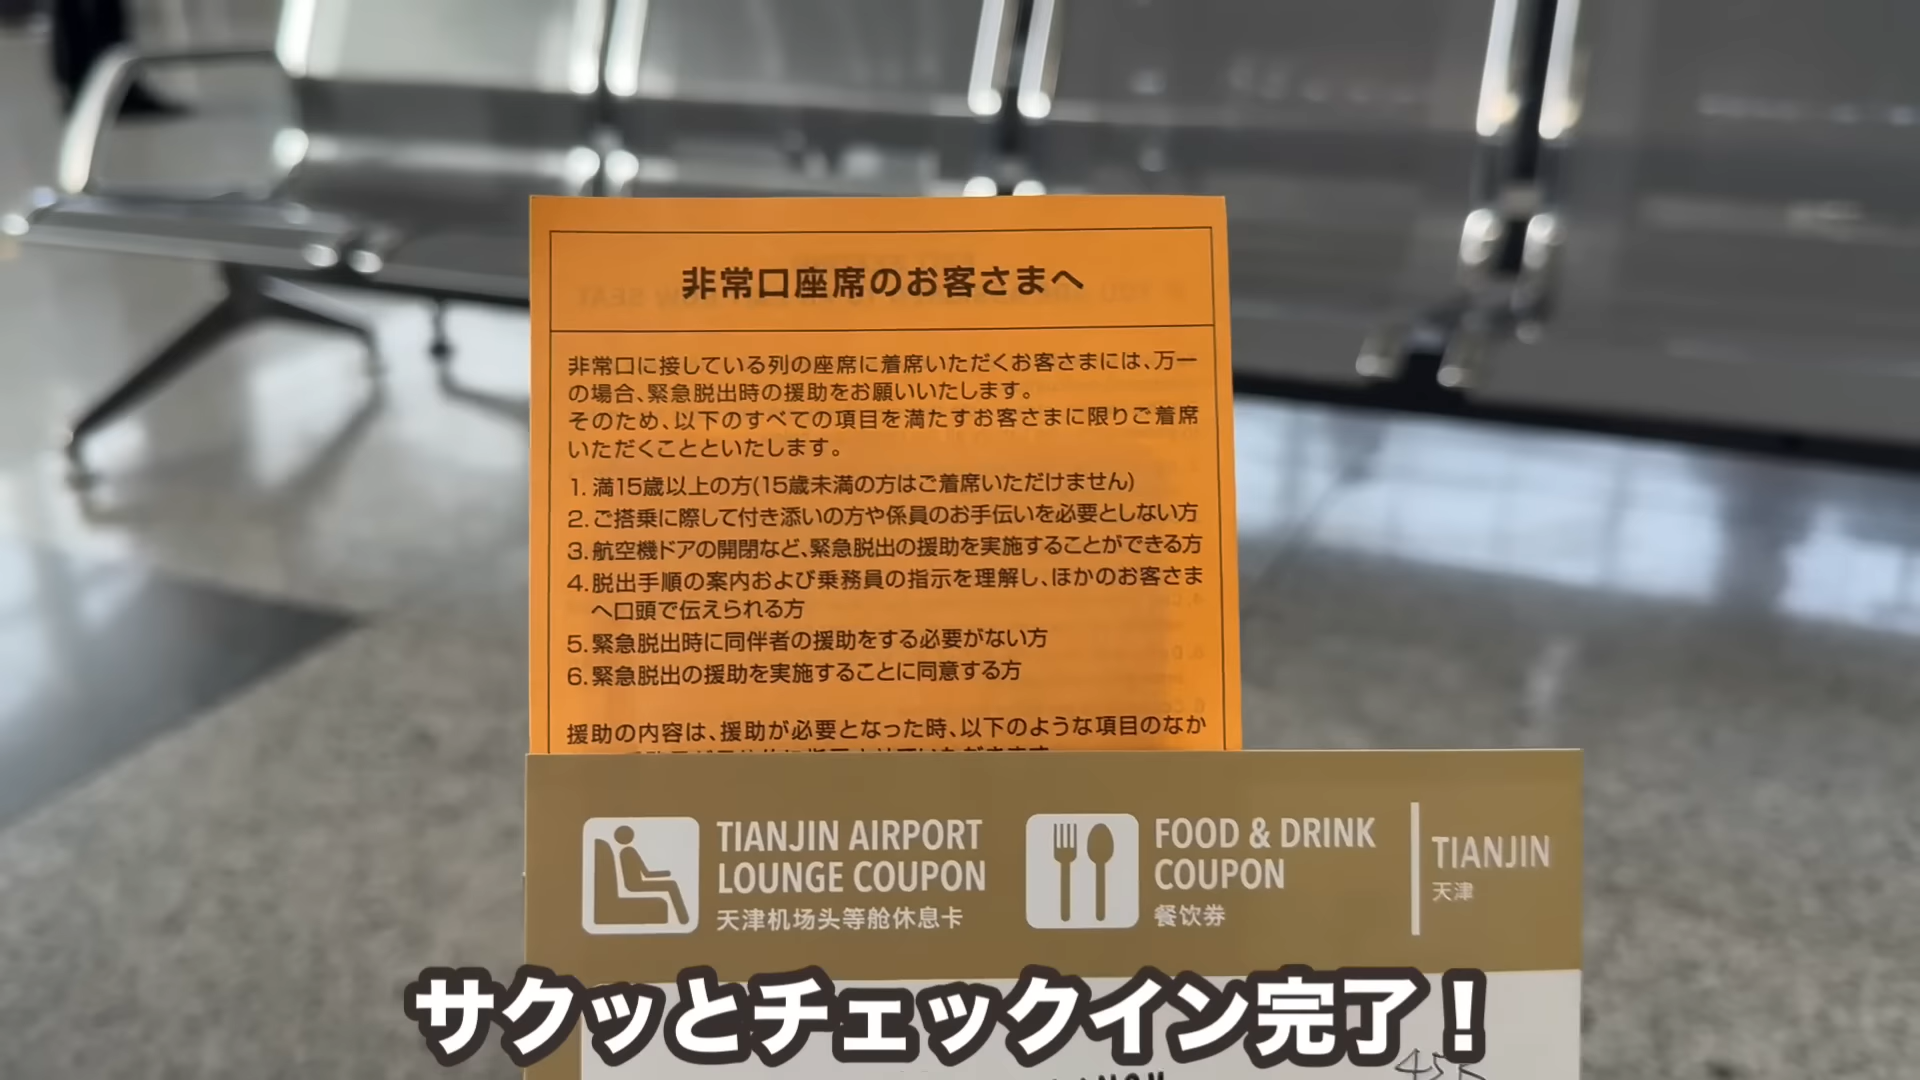 非常口座席のお客さまへ
非常口に接している列の座席に着席いただくお客さまには、万一
の場合、緊急脱出時の援助をお願いいたします。
そのため、以下のすべての項目を満たすお客さまに限りご着席
いただくことといたします。
1. 満15歳以上の方(15歳未満の方はご着席いただけません)
2. ご搭乗に際して付き添いの方や係員のお手伝いを必要としない方
3. 航空機ドアの開閉など、緊急脱出の援助を実施することができる方
4. 脱出手順の案内および乗務員の指示を理解し、ほかのお客さま
へ口頭で伝えられる方
5. 緊急脱出時に同伴者の援助をする必要がない方
6. 緊急脱出の援助を実施することに同意する方
援助の内容は、援助が必要となった時、以下のような項目のなか
TIANJIN AIRPORT
LOUNGE COUPON
天津机场头等舱休息卡
FOOD & DRINK
COUPON
餐饮券
TIANJIN
天津
サクッとチェックイン完了！